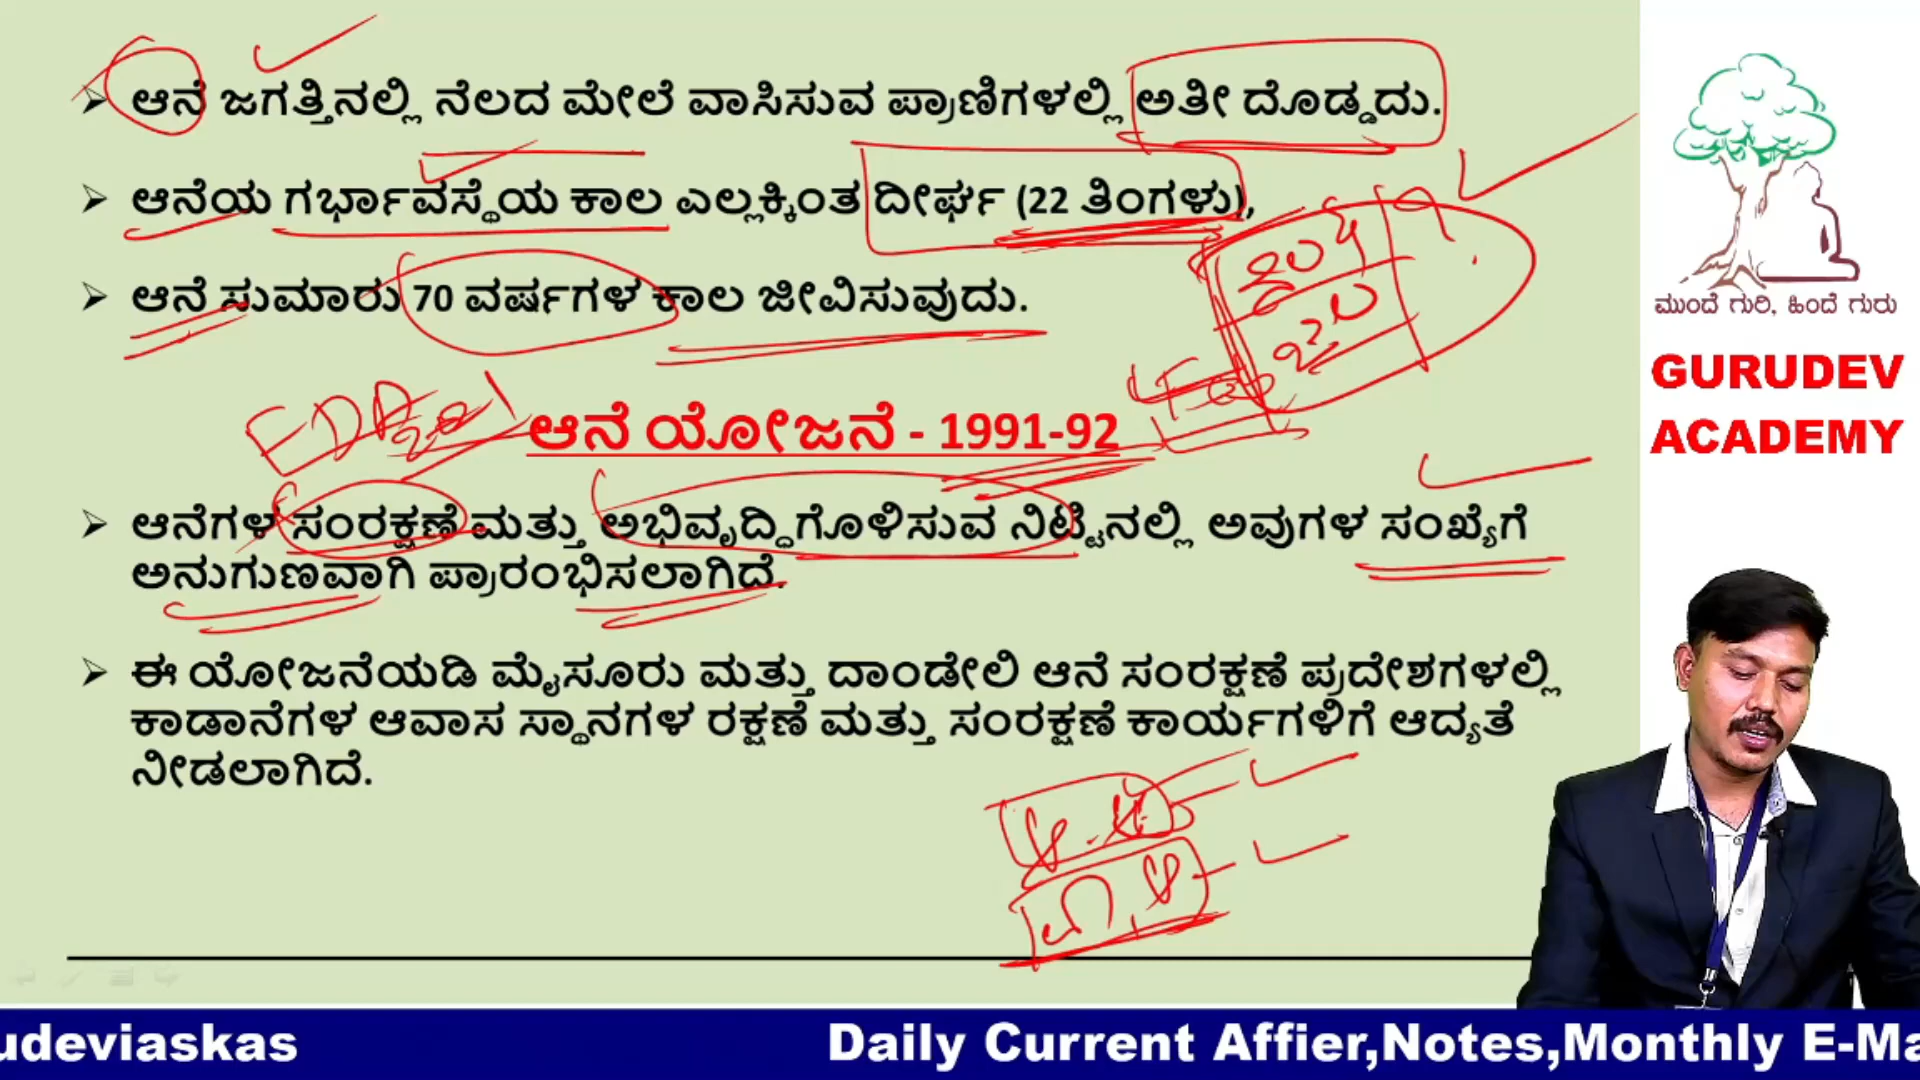 ಆನೆ ಜಗತ್ತಿನಲ್ಲಿ ನೆಲದ ಮೇಲೆ ವಾಸಿಸುವ ಪ್ರಾಣಿಗಳಲ್ಲಿ ಅತೀ ದೊಡ್ಡದು.
ಆನೆಯ ಗರ್ಭಾವಸ್ಥೆಯ ಕಾಲ ಎಲ್ಲಕ್ಕಿಂತ ದೀರ್ಘ (22 ತಿಂಗಳು),
ಆನೆ ಸುಮಾರು 70 ವರ್ಷಗಳ ಕಾಲ ಜೀವಿಸುವುದು.
ಆನೆ ಯೋಜನೆ - 1991-92
ಆನೆಗಳ ಸಂರಕ್ಷಣೆ ಮತ್ತು ಅಭಿವೃದ್ಧಿಗೊಳಿಸುವ ನಿಟ್ಟಿನಲ್ಲಿ ಅವುಗಳ ಸಂಖ್ಯೆಗೆ
ಅನುಗುಣವಾಗಿ ಪ್ರಾರಂಭಿಸಲಾಗಿದೆ.
ಈ ಯೋಜನೆಯಡಿ ಮೈಸೂರು ಮತ್ತು ದಾಂಡೇಲಿ ಆನೆ ಸಂರಕ್ಷಣೆ ಪ್ರದೇಶಗಳಲ್ಲಿ
ಕಾಡಾನೆಗಳ ಆವಾಸ ಸ್ಥಾನಗಳ ರಕ್ಷಣೆ ಮತ್ತು ಸಂರಕ್ಷಣೆ ಕಾರ್ಯಗಳಿಗೆ ಆದ್ಯತೆ
ನೀಡಲಾಗಿದೆ.
ಮುಂದೆ ಗುರಿ, ಹಿಂದೆ ಗುರು
GURUDEV
ACADEMY
udeviaskas
Daily Current Affier,Notes,Monthly E-Ma